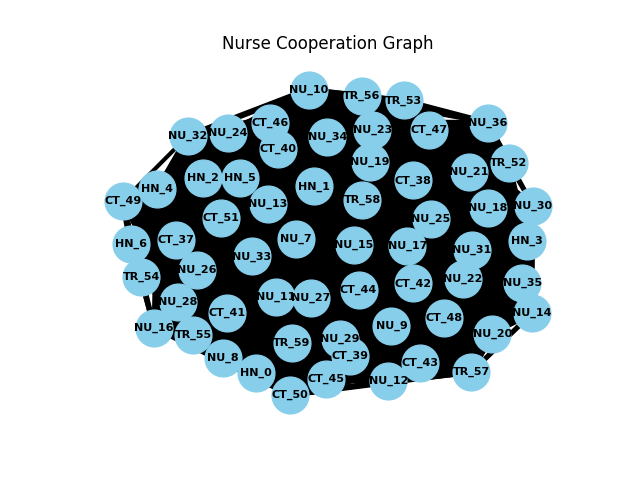 Nurse Cooperation Graph
NU_10
TR_56
TR_53
NU_32
NU_24
CT_46
NU_34
NU_23
CT_47
NU_36
CT_40
NU_19
TR_52
CT_49
HN_4
HN_2
HN_5
HN_1
CT_38
NU_21
NU_13
TR_58
NU_18
NU_30
CT_51
NU_25
HN_6
CT_37
NU_7
NU_15
NU_17
NU_31
HN_3
NU_33
TR_54
NU_26
NU_22
NU_35
NU_28
NU_11
NU_27
CT_44
CT_42
NU_14
NU_16
TR_55
CT_41
NU_9
CT_48
NU_20
NU_8
TR_59
NU_29
CT_39
CT_43
HN_0
CT_45
NU_12
TR_57
CT_50